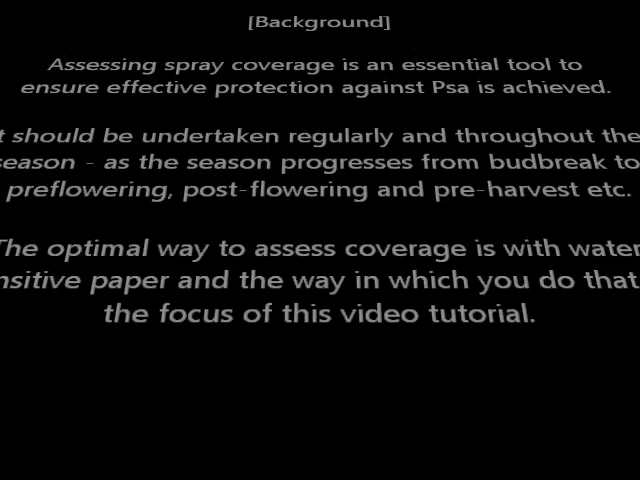 [Background]
Assessing spray coverage is an essential tool to
ensure effective protection against Psa is achieved.
t should be undertaken regularly and throughout the
season - as the season progresses from budbreak to
preflowering, post-flowering and pre-harvest etc.
The optimal way to assess coverage is with water
nsitive paper and the way in which you do that
the focus of this video tutorial.